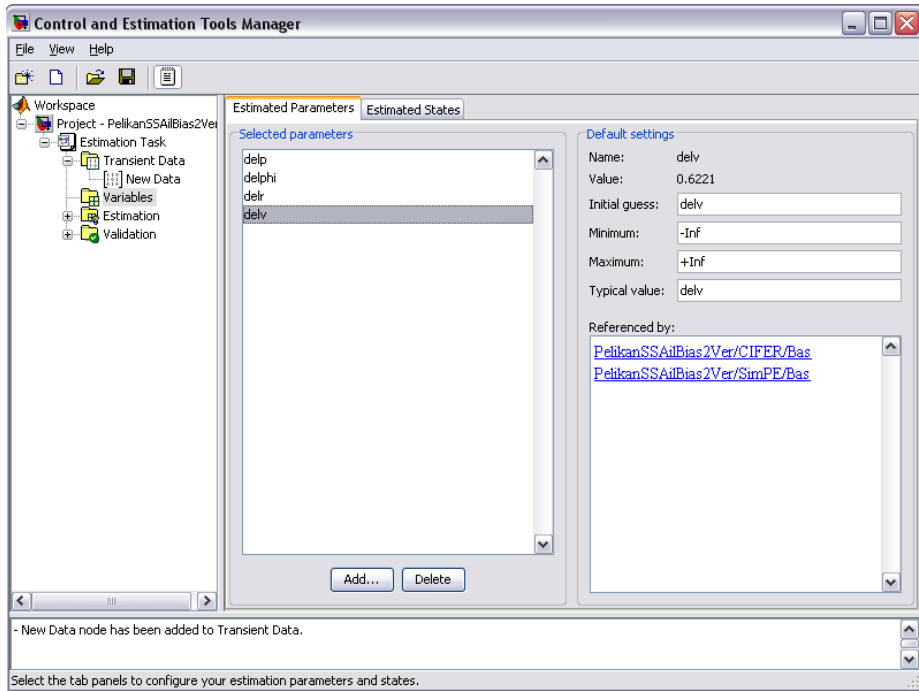 Control and Estimation Tools Manager
File View Help
Workspace
Project - PelikanSSAilBias2Ver
Estimation Task
Transient Data
New Data
Variables
Estimation
Validation
Estimated Parameters Estimated States
Selected parameters
delp
delphi
delr
delv
Add... Delete
Default settings
Name: delv
Value: 0.6221
Initial guess: delv
Minimum: -Inf
Maximum: +Inf
Typical value: delv
Referenced by:
PelikanSSAilBias2Ver/CIFER/Bas
PelikanSSAilBias2Ver/SimPE/Bas
- New Data node has been added to Transient Data.
Select the tab panels to configure your estimation parameters and states.